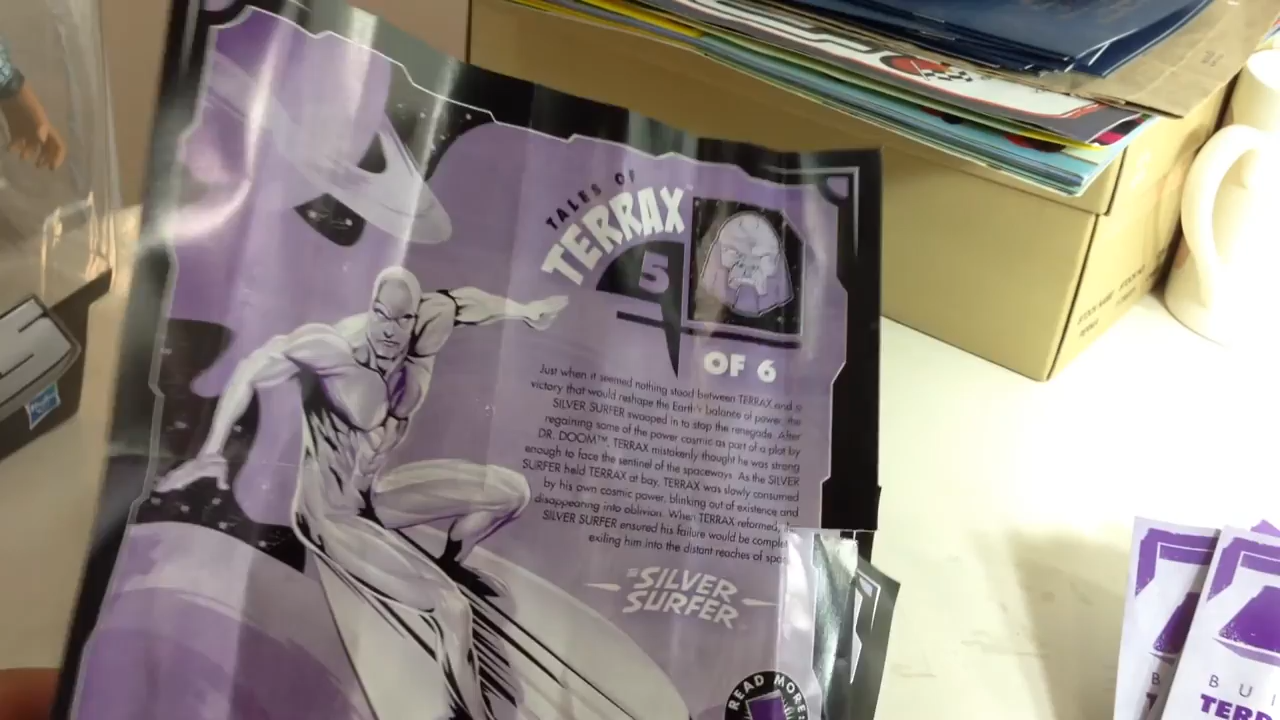 TALES OF
TERRAX
5
OF 6
Just when it seemed nothing stood between TERRAX and a
victory that would reshape the Earth's balance of power, the
SILVER SURFER swooped in to stop the renegade. After
regaining some of the power cosmic as part of a plot by
DR. DOOM™, TERRAX mistakenly thought he was strong
enough to face the sentinel of the spaceways. As the SILVER
SURFER held TERRAX at bay, TERRAX was slowly consumed
by his own cosmic power, blinking out of existence and
disappearing into oblivion. When TERRAX reformed,
SILVER SURFER ensured his failure would be complet
exiling him into the distant reaches of spa
SILVER
SURFER
READ MORE:
Hasbro
BUI
TERR